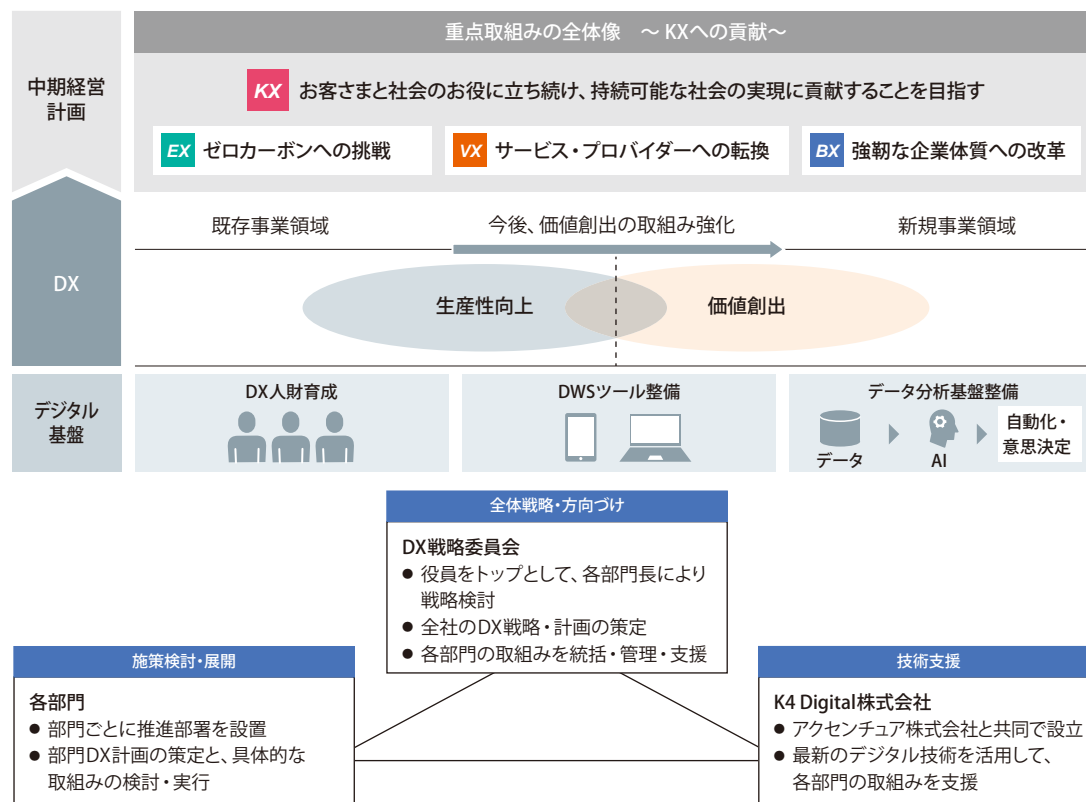 重点取組みの全体像 ～KXへの貢献～
中期経営
計画
KX お客さまと社会のお役に立ち続け、持続可能な社会の実現に貢献することを目指す
EX ゼロカーボンへの挑戦
VX サービス・プロバイダーへの転換
BX 強靭な企業体質への改革
DX
既存事業領域
今後、価値創出の取組み強化
新規事業領域
生産性向上
価値創出
デジタル
基盤
DX人財育成
DWSツール整備
データ分析基盤整備
データ
AI
自動化・
意思決定
全体戦略・方向づけ
DX戦略委員会
● 役員をトップとして、各部門長により
戦略検討
● 全社のDX戦略・計画の策定
● 各部門の取組みを統括・管理・支援
施策検討・展開
各部門
● 部門ごとに推進部署を設置
● 部門DX計画の策定と、具体的な
取組みの検討・実行
技術支援
K4 Digital株式会社
● アクセンチュア株式会社と共同で設立
● 最新のデジタル技術を活用して、
各部門の取組みを支援